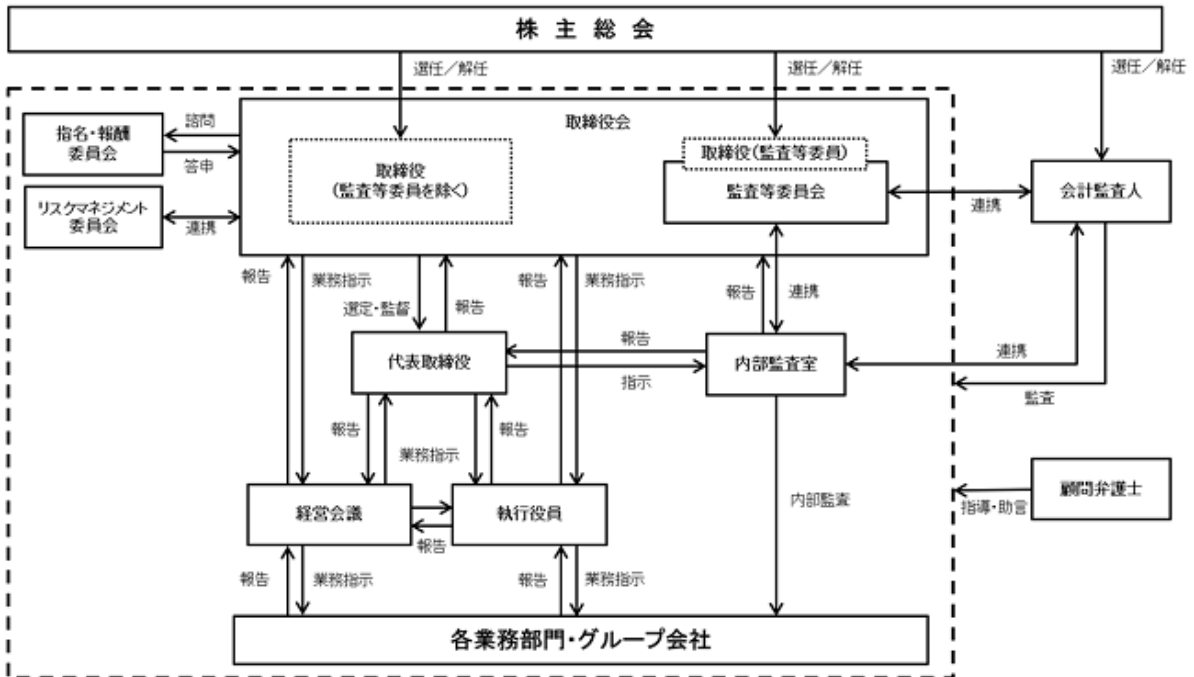 株主総会
選任／解任
選任／解任
選任／解任
指名・報酬
委員会
諮問
答申
取締役会
取締役
（監査等委員を除く）
取締役（監査等委員）
監査等委員会
会計監査人
連携
リスクマネジメント
委員会
連携
報告
業務指示
選定・監督
報告
報告
業務指示
報告
連携
代表取締役
報告
指示
内部監査室
連携
監査
報告
業務指示
報告
経営会議
報告
執行役員
内部監査
顧問弁護士
指導・助言
報告
業務指示
報告
業務指示
各業務部門・グループ会社